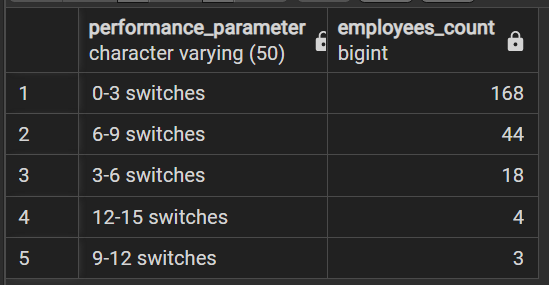 performance_parameter employees_count
character varying (50) bigint
1 0-3 switches 168
2 6-9 switches 44
3 3-6 switches 18
4 12-15 switches 4
5 9-12 switches 3